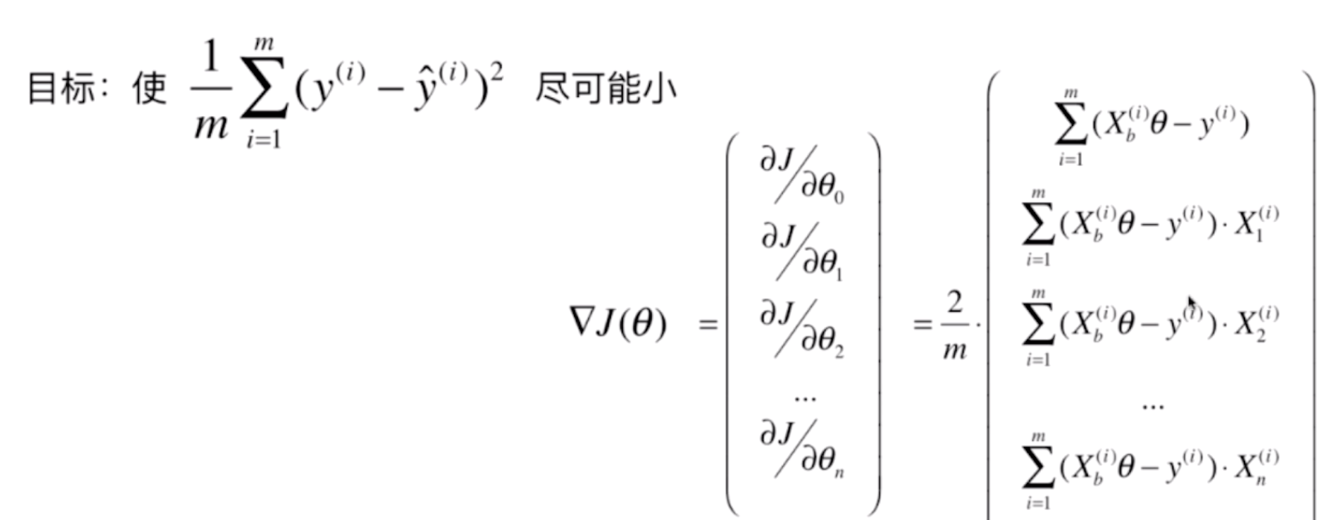 目标：使 \frac{1}{m}\sum_{i=1}^{m}(y^{(i)} - \hat{y}^{(i)})^2 尽可能小
\nabla J(\theta) = \begin{pmatrix} \partial J / \partial \theta_0 \\ \partial J / \partial \theta_1 \\ \partial J / \partial \theta_2 \\ ... \\ \partial J / \partial \theta_n \end{pmatrix} = \frac{2}{m} \cdot \begin{pmatrix} \sum_{i=1}^{m}(X_b^{(i)}\theta - y^{(i)}) \\ \sum_{i=1}^{m}(X_b^{(i)}\theta - y^{(i)}) \cdot X_1^{(i)} \\ \sum_{i=1}^{m}(X_b^{(i)}\theta - y^{(i)}) \cdot X_2^{(i)} \\ ... \\ \sum_{i=1}^{m}(X_b^{(i)}\theta - y^{(i)}) \cdot X_n^{(i)} \end{pmatrix}